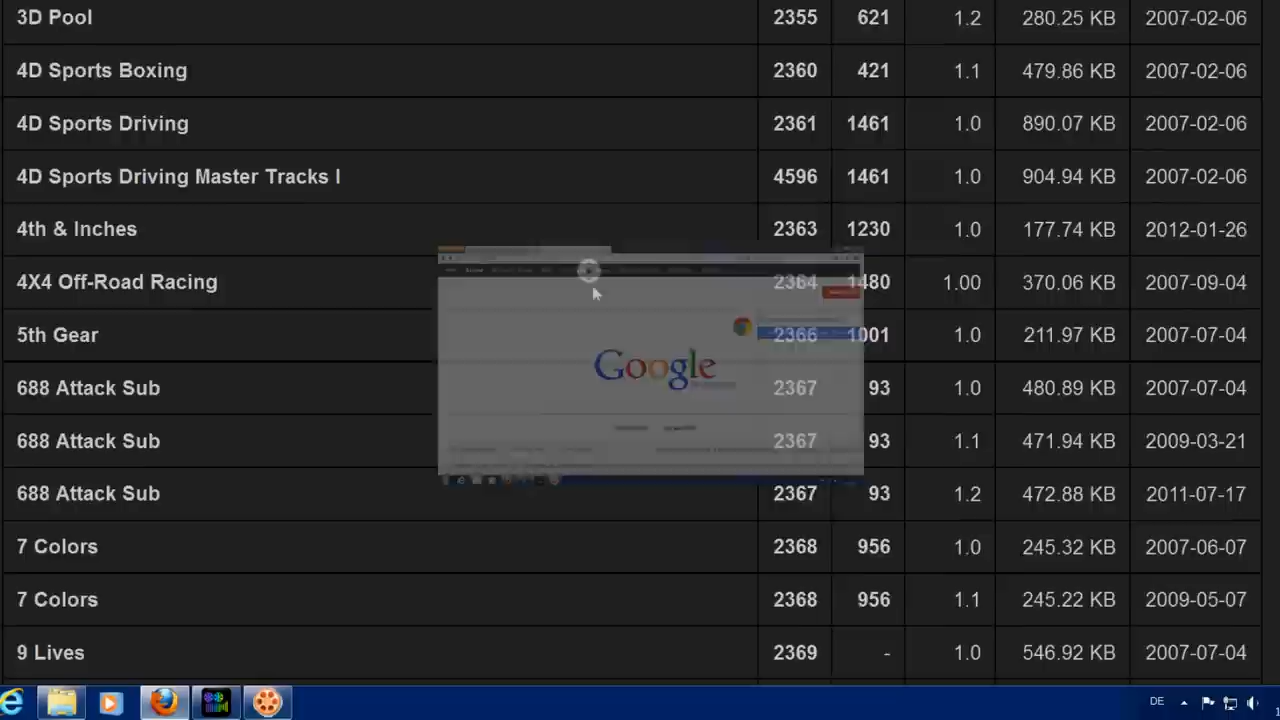 3D Pool 2355 621 1.2 280.25 KB 2007-02-06
4D Sports Boxing 2360 421 1.1 479.86 KB 2007-02-06
4D Sports Driving 2361 1461 1.0 890.07 KB 2007-02-06
4D Sports Driving Master Tracks I 4596 1461 1.0 904.94 KB 2007-02-06
4th & Inches 2363 1230 1.0 177.74 KB 2012-01-26
4X4 Off-Road Racing 2364 1480 1.00 370.06 KB 2007-09-04
5th Gear 2366 1001 1.0 211.97 KB 2007-07-04
Google
688 Attack Sub 2367 93 1.0 480.89 KB 2007-07-04
688 Attack Sub 2367 93 1.1 471.94 KB 2009-03-21
688 Attack Sub 2367 93 1.2 472.88 KB 2011-07-17
7 Colors 2368 956 1.0 245.32 KB 2007-06-07
7 Colors 2368 956 1.1 245.22 KB 2009-05-07
9 Lives 2369 - 1.0 546.92 KB 2007-07-04
DE